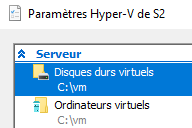 Paramètres Hyper-V de S2
Serveur
Disques durs virtuels
C:\vm
Ordinateurs virtuels
C:\vm